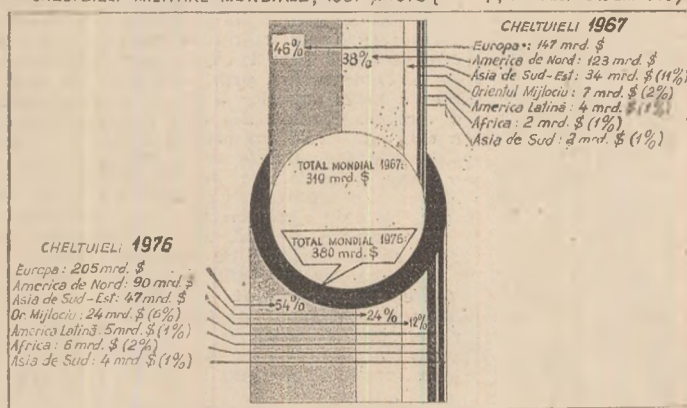 CHELTUIELI MILITARE MONDIALE,
CHELTUIELI 1967
Europa: 147 mrd. $
America de Nord: 123 mrd. $
Asia de Sud-Est: 34 mrd. $ (11%)
Orientul Mijlociu: 7 mrd. $ (2%)
America Latină: 4 mrd. $ (1%)
Africa: 2 mrd. $ (1%)
Asia de Sud: 2 mrd. $ (1%)
46%
38%
TOTAL MONDIAL 1967:
319 mrd. $
TOTAL MONDIAL 1976:
380 mrd. $
CHELTUIELI 1976
Europa: 205 mrd. $
America de Nord: 90 mrd. $
Asia de Sud-Est: 47 mrd. $
Or. Mijlociu: 24 mrd. $ (6%)
America Latină: 5 mrd. $ (1%)
Africa: 6 mrd. $ (2%)
Asia de Sud: 4 mrd. $ (1%)
54%
24%
12%